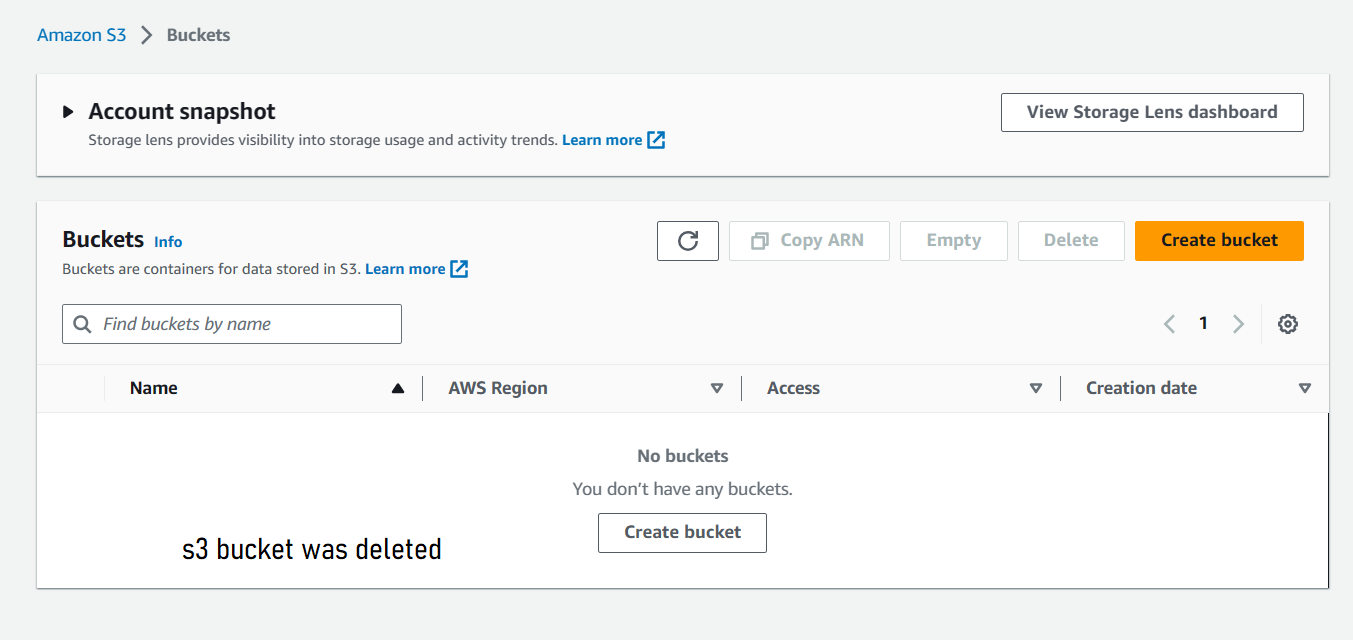 Amazon S3 Buckets
Account snapshot
View Storage Lens dashboard
Storage lens provides visibility into storage usage and activity trends. Learn more
Buckets Info
Copy ARN Empty Delete Create bucket
Buckets are containers for data stored in S3. Learn more
Find buckets by name
1
Name AWS Region Access Creation date
No buckets
You don’t have any buckets.
Create bucket
s3 bucket was deleted